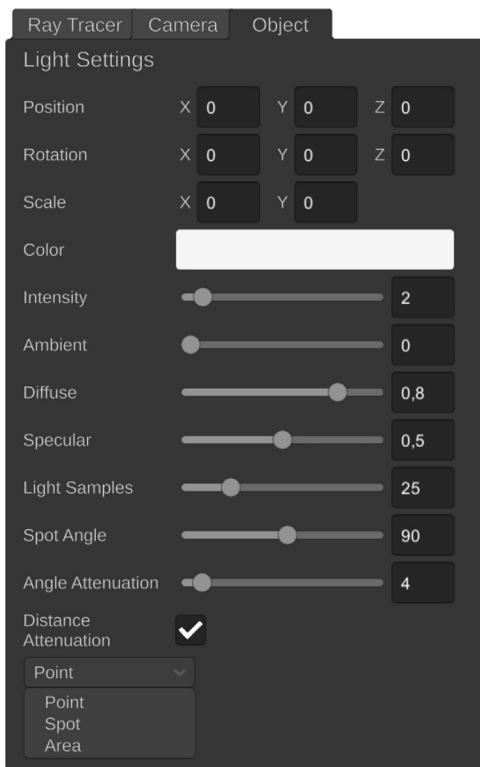 Ray Tracer Camera Object
Light Settings
Position X 0 Y 0 Z 0
Rotation X 0 Y 0 Z 0
Scale X 0 Y 0
Color
Intensity 2
Ambient 0
Diffuse 0,8
Specular 0,5
Light Samples 25
Spot Angle 90
Angle Attenuation 4
Distance
Attenuation
Point
Point
Spot
Area